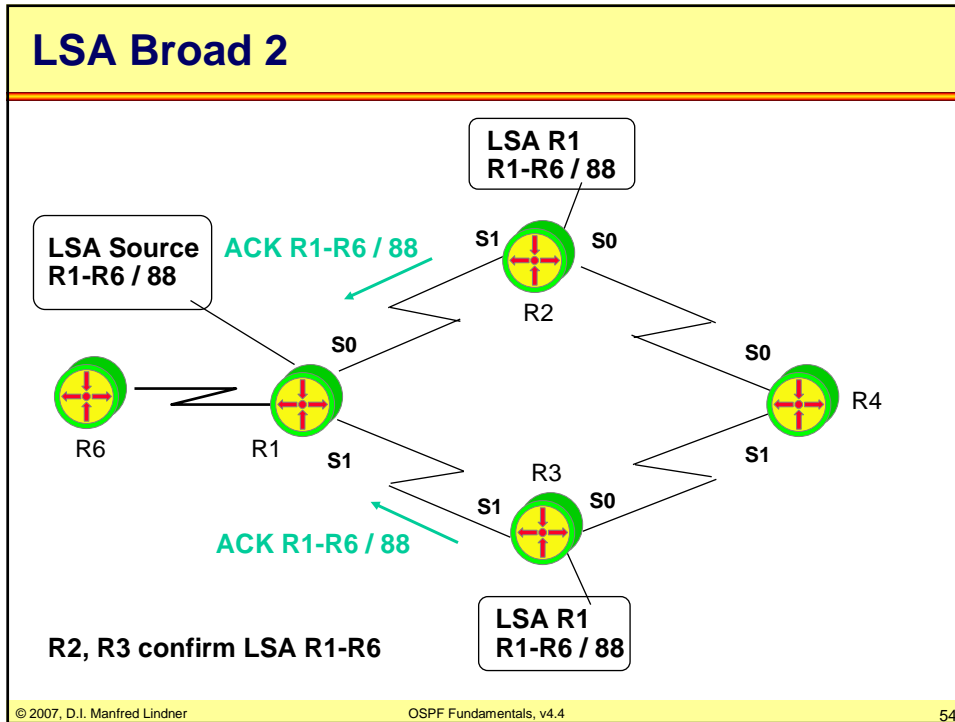 LSA Broad 2
LSA R1
R1-R6 / 88
LSA Source
R1-R6 / 88
ACK R1-R6 / 88
S1
S0
R2
S0
S0
R6
R1
R4
S1
S1
R3
S1
S0
ACK R1-R6 / 88
LSA R1
R1-R6 / 88
R2, R3 confirm LSA R1-R6
© 2007, D.I. Manfred Lindner
OSPF Fundamentals, v4.4
54